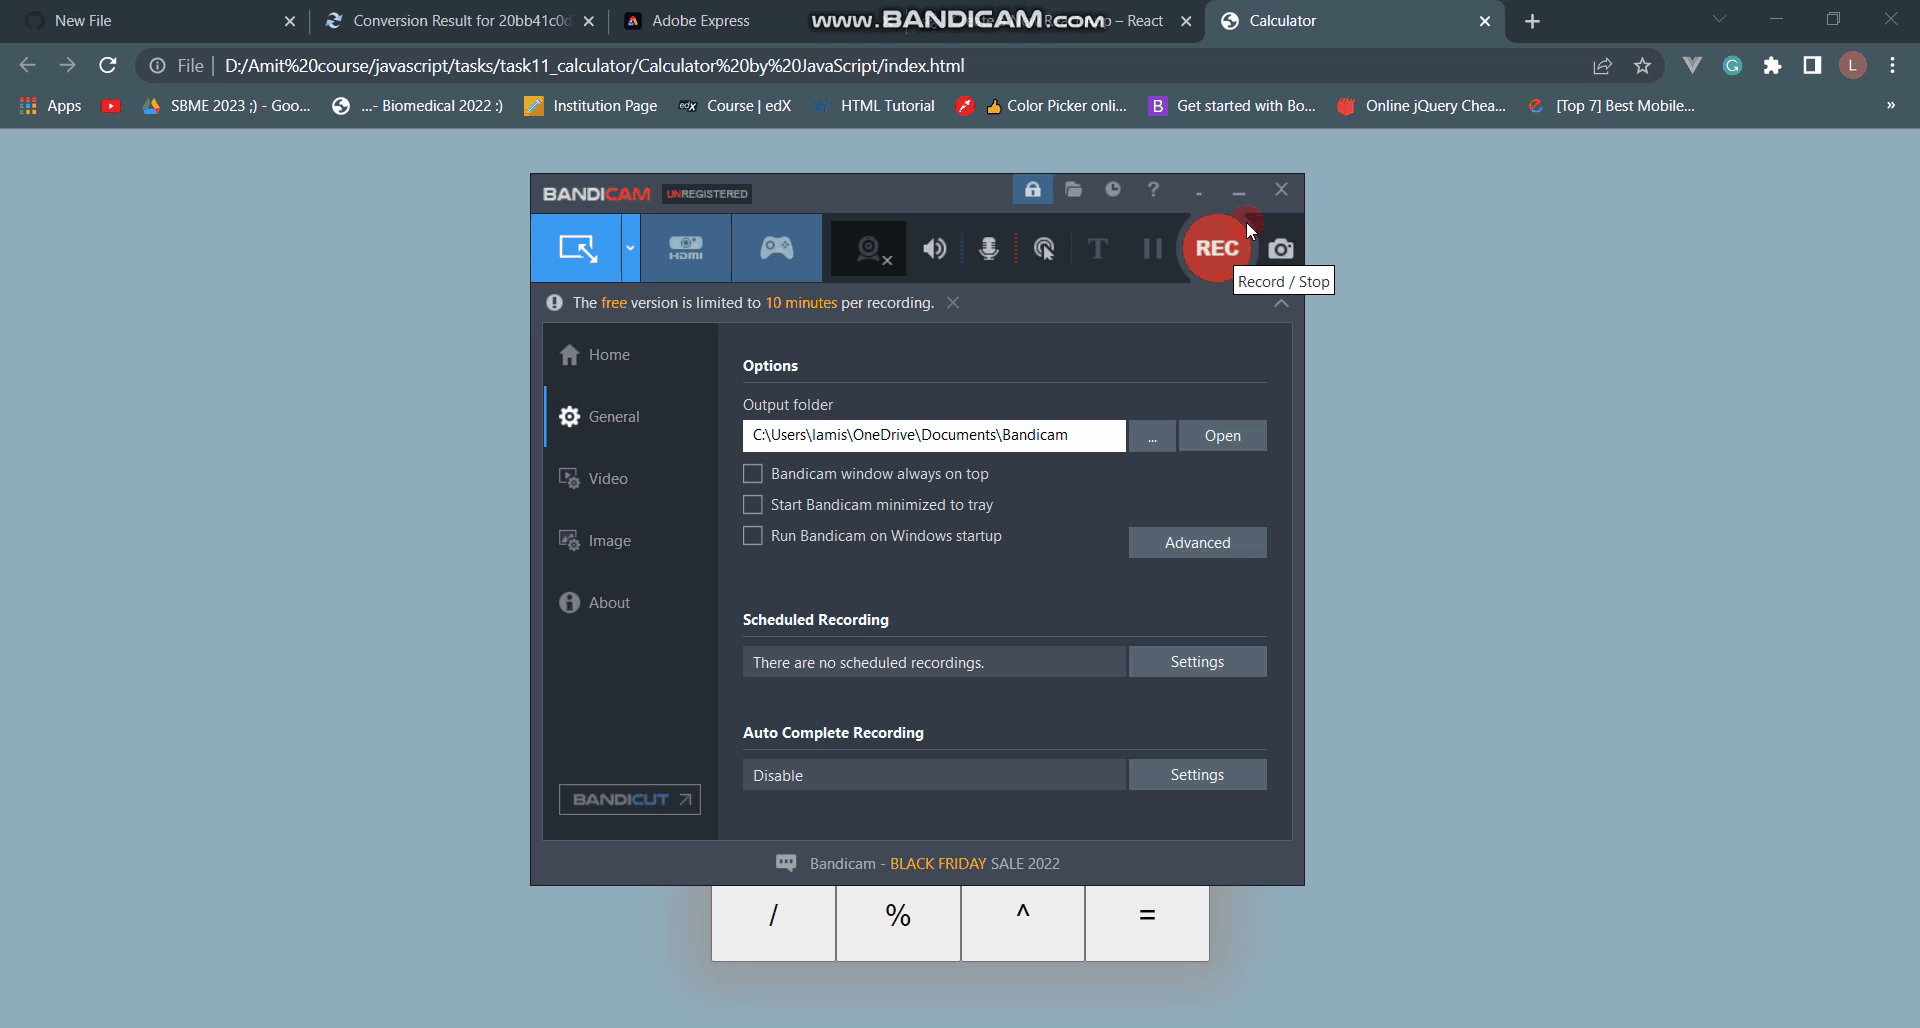 New File
Conversion Result for 20bb41c0d
Adobe Express
www.BANDICAM.com
p – React
Calculator
File
D:/Amit%20course/javascript/tasks/task11_calculator/Calculator%20by%20JavaScript/index.html
L
Apps
SBME 2023 ;) - Goo...
...- Biomedical 2022 :)
Institution Page
edX
Course | edX
HTML Tutorial
Color Picker onli...
B
Get started with Bo...
Online jQuery Chea...
[Top 7] Best Mobile...
»
BANDICAM
UNREGISTERED
?
HDMI
T
REC
Record / Stop
The free version is limited to 10 minutes per recording.
Home
General
Video
Image
About
BANDICUT
Options
Output folder
C:\Users\lamis\OneDrive\Documents\Bandicam
...
Open
Bandicam window always on top
Start Bandicam minimized to tray
Run Bandicam on Windows startup
Advanced
Scheduled Recording
There are no scheduled recordings.
Settings
Auto Complete Recording
Disable
Settings
Bandicam - BLACK FRIDAY SALE 2022
/
%
^
=